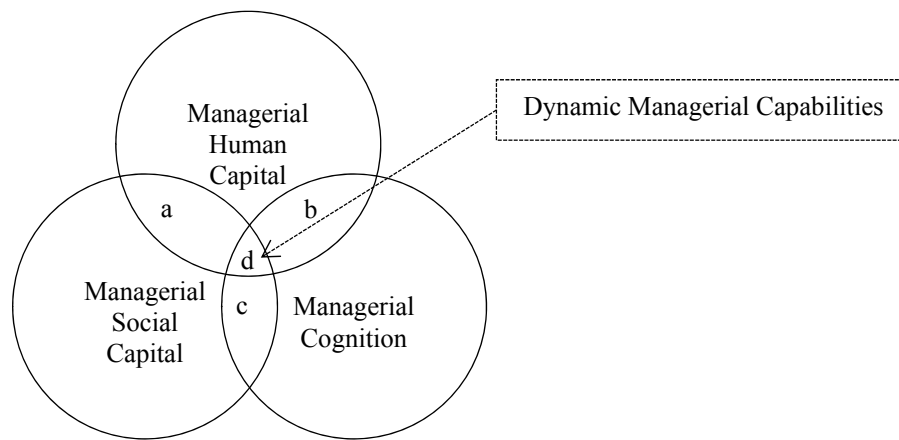 Dynamic Managerial Capabilities
Managerial
Human
Capital
a
b
d
Managerial
Social
Capital
c
Managerial
Cognition